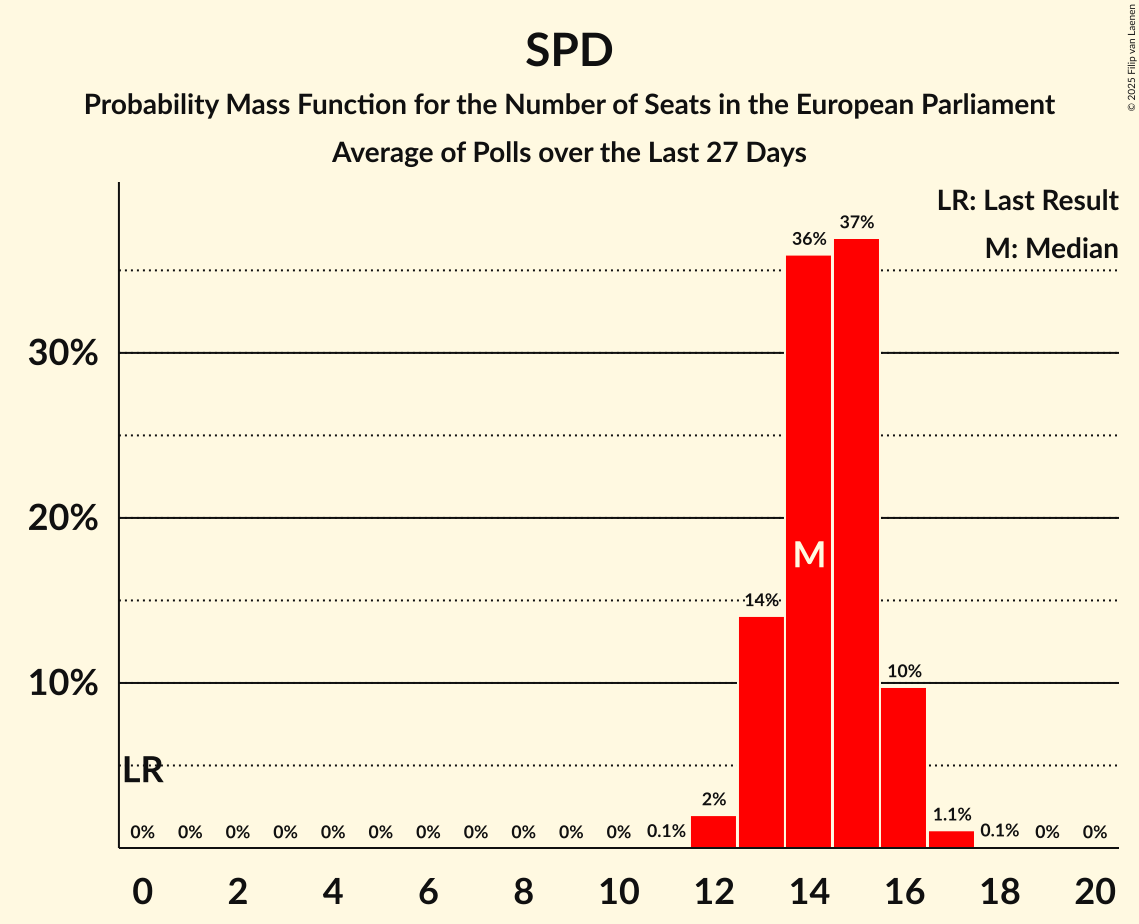 SPD
Probability Mass Function for the Number of Seats in the European Parliament
Average of Polls over the Last 27 Days
© 2025 Filip van Laenen
LR: Last Result
M: Median
30%
20%
10%
LR
M
0% 0% 0% 0% 0% 0% 0% 0% 0% 0% 0% 0.1% 2% 14% 36% 37% 10% 1.1% 0.1% 0% 0%
0 2 4 6 8 10 12 14 16 18 20